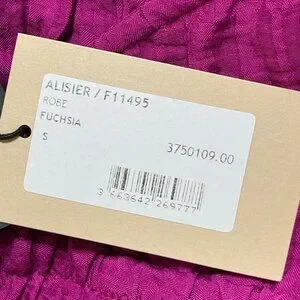 ALISIER / F11495
ROBE
FUCHSIA
S
3750109.00
3 663642 269777